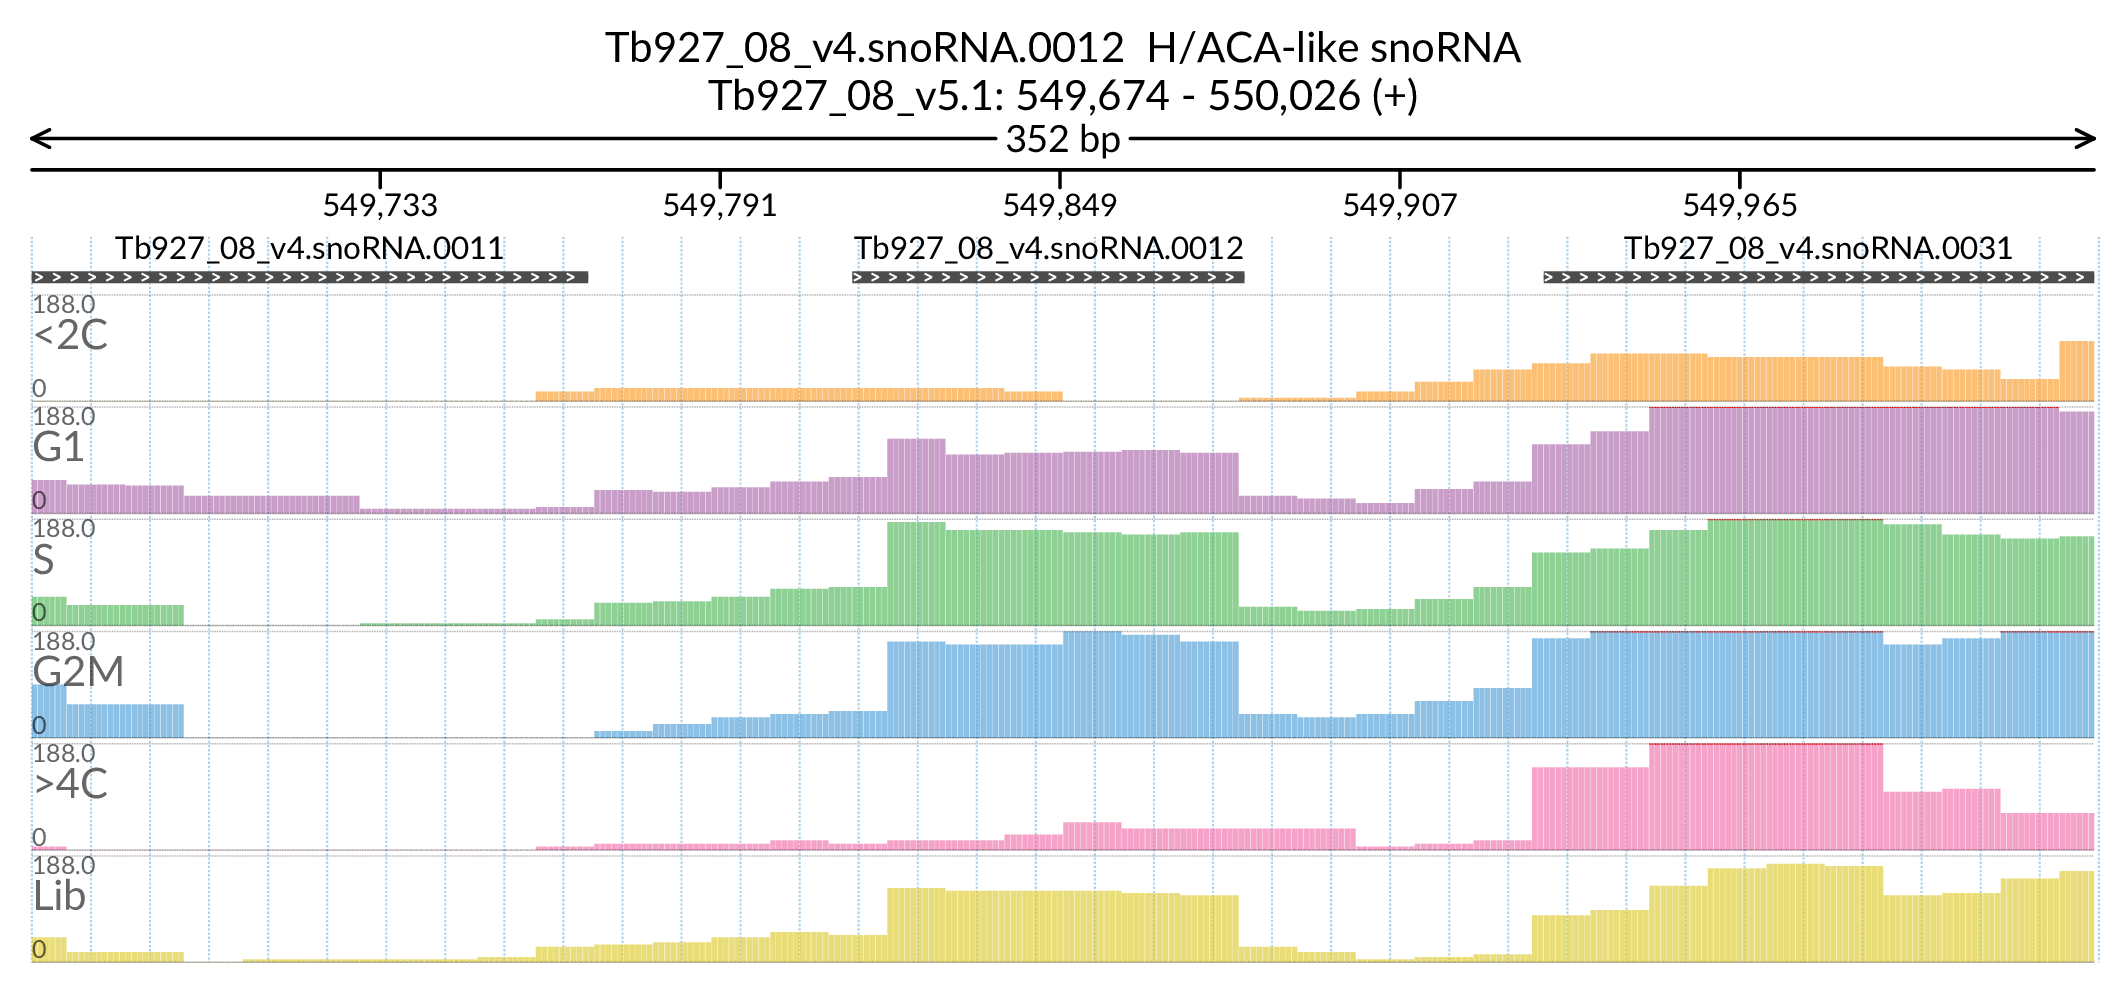 Tb927_08_v4.snoRNA.0012 H/ACA-like snoRNA
Tb927_08_v5.1: 549,674 - 550,026 (+)
352 bp
549,733 549,791 549,849 549,907 549,965
Tb927_08_v4.snoRNA.0011 Tb927_08_v4.snoRNA.0012 Tb927_08_v4.snoRNA.0031
188.0
<2C
0
188.0
G1
0
188.0
S
0
188.0
G2M
0
188.0
>4C
0
188.0
Lib
0